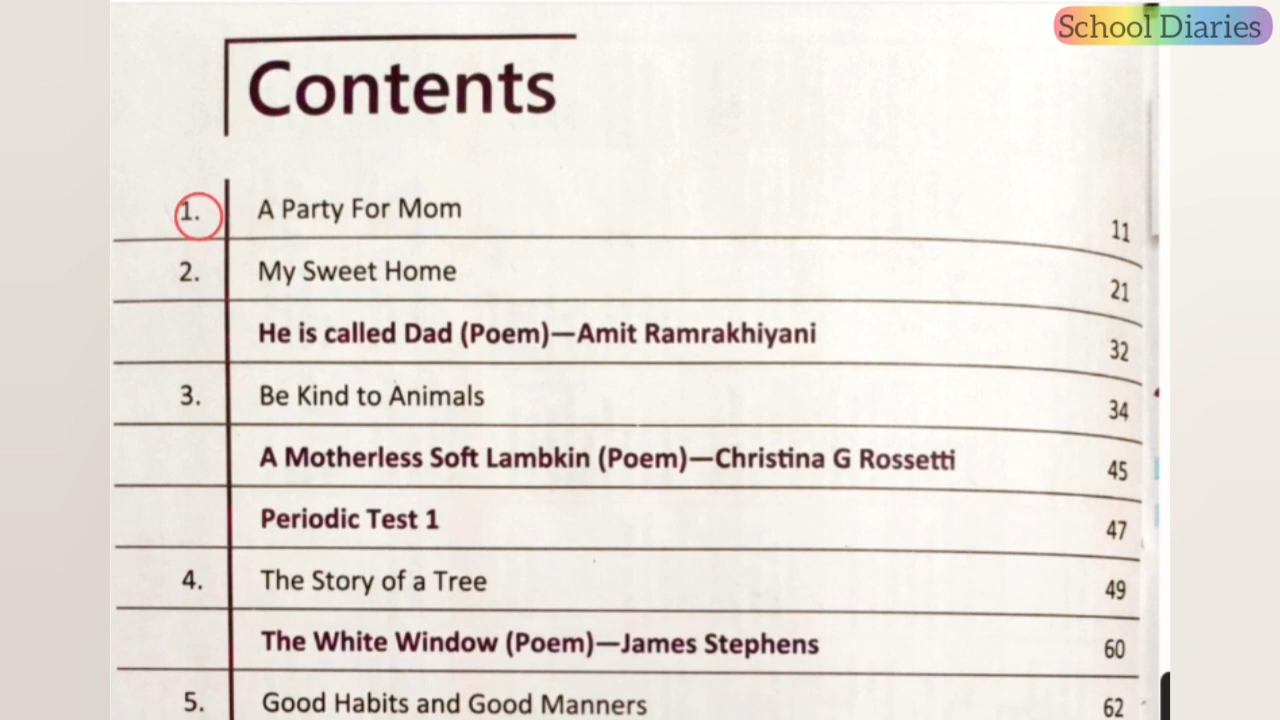 School Diaries
Contents
1. A Party For Mom 11
2. My Sweet Home 21
He is called Dad (Poem)—Amit Ramrakhiyani 32
3. Be Kind to Animals 34
A Motherless Soft Lambkin (Poem)—Christina G Rossetti 45
Periodic Test 1 47
4. The Story of a Tree 49
The White Window (Poem)—James Stephens 60
5. Good Habits and Good Manners 62